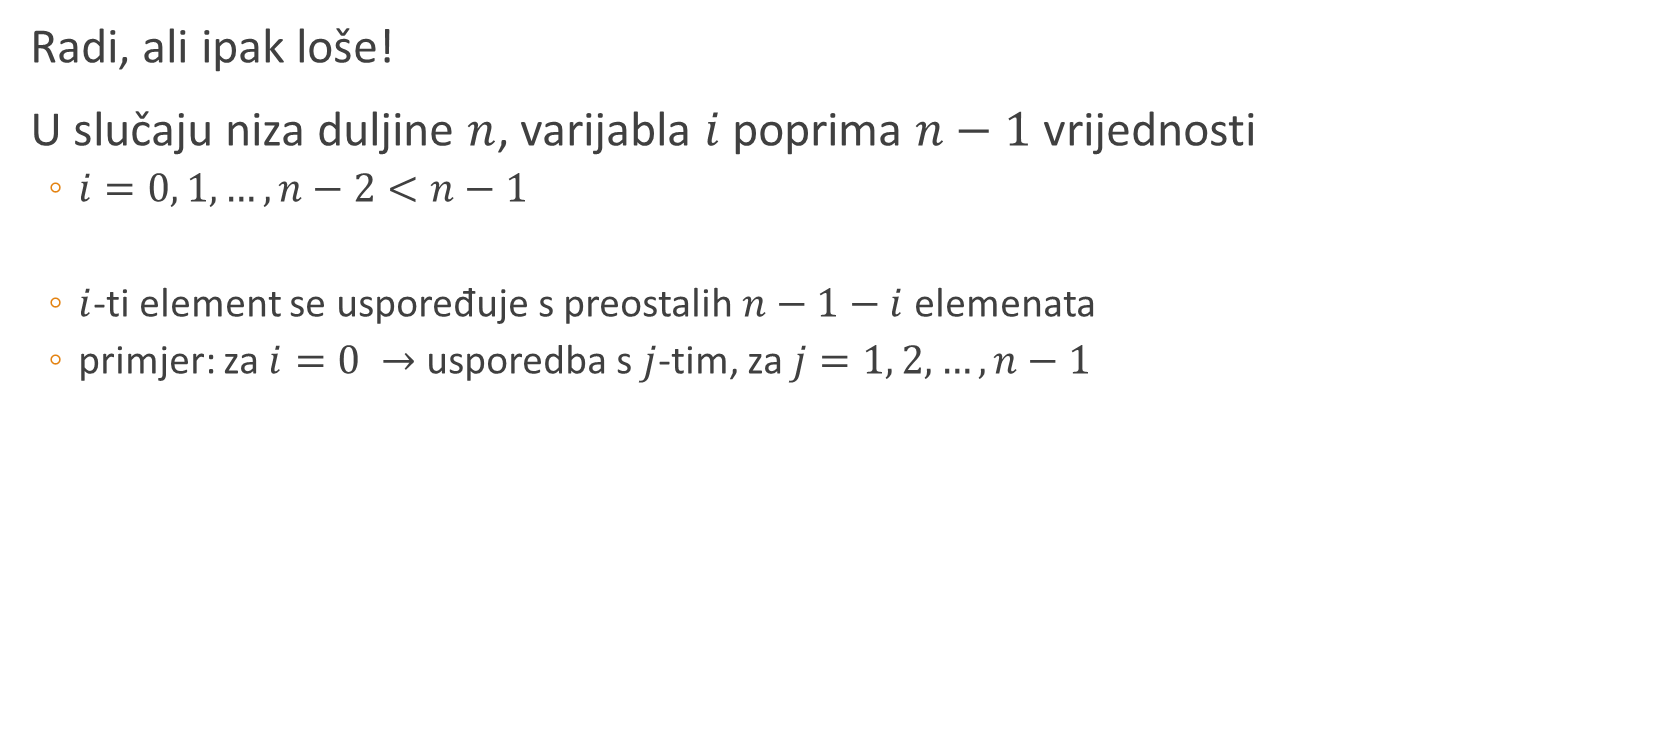 Radi, ali ipak loše!
U slučaju niza duljine n, varijabla i poprima n − 1 vrijednosti
◦ i = 0, 1, … , n − 2 < n − 1
◦ i-ti element se uspoređuje s preostalih n − 1 − i elemenata
◦ primjer: za i = 0 → usporedba s j-tim, za j = 1, 2, … , n − 1